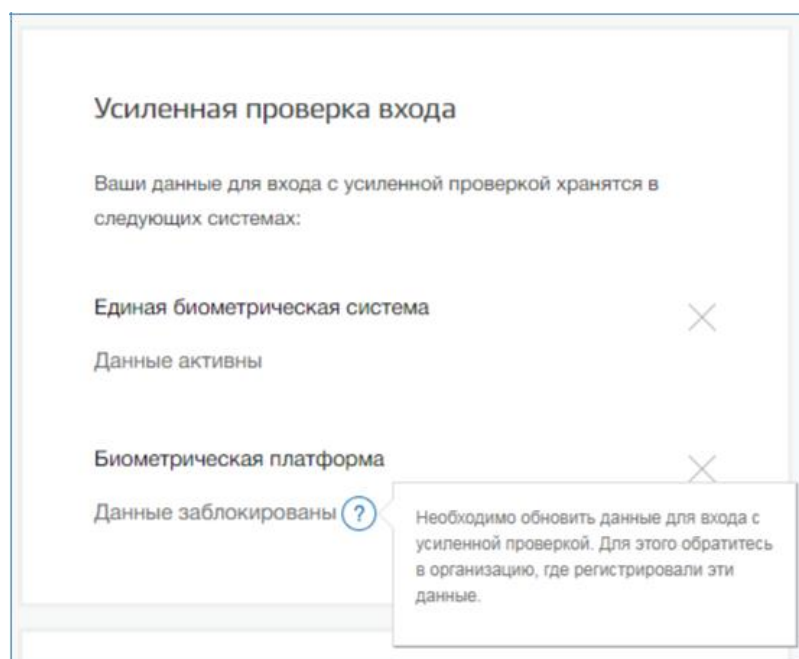 Усиленная проверка входа
Ваши данные для входа с усиленной проверкой хранятся в
следующих системах:
Единая биометрическая система
Данные активны
Биометрическая платформа
Данные заблокированы ?
Необходимо обновить данные для входа с
усиленной проверкой. Для этого обратитесь
в организацию, где регистрировали эти
данные.